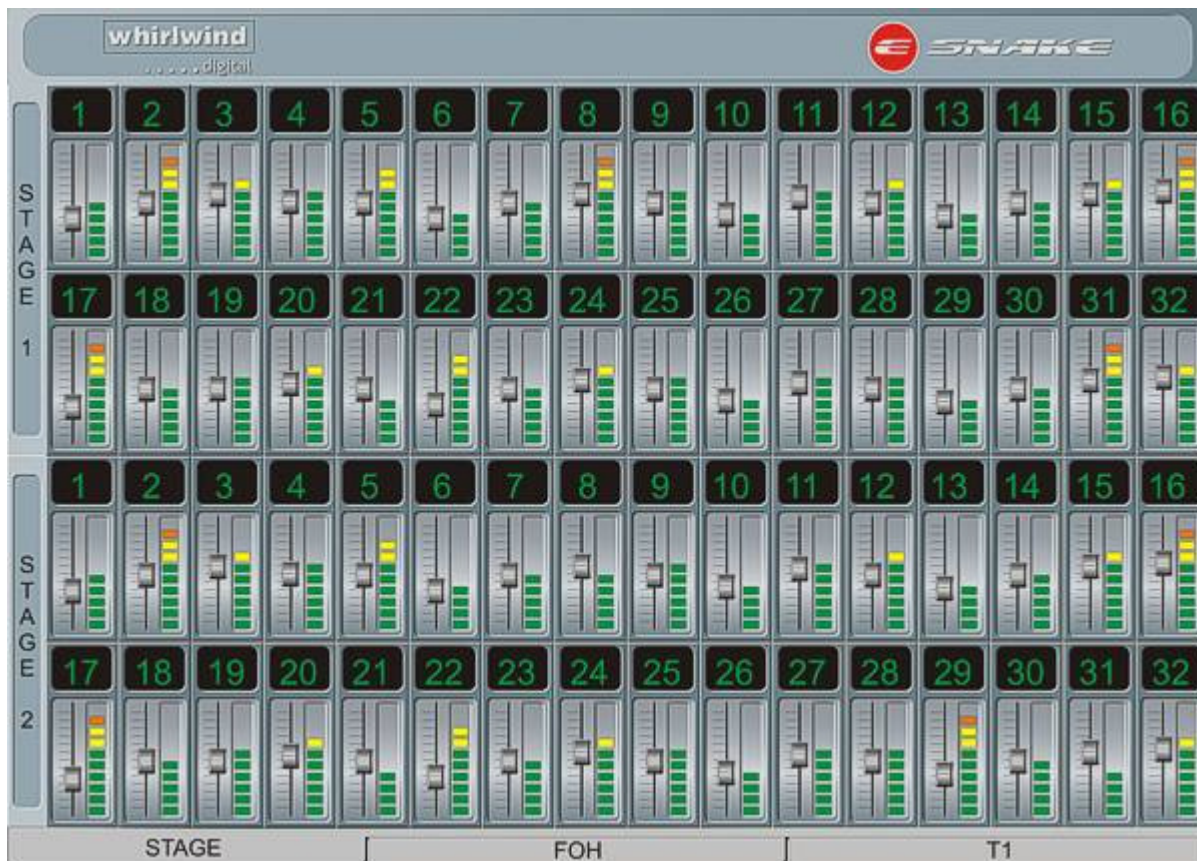 whirlwind
.....digital
E SNAKE
1 2 3 4 5 6 7 8 9 10 11 12 13 14 15 16
STAGE 1
17 18 19 20 21 22 23 24 25 26 27 28 29 30 31 32
1 2 3 4 5 6 7 8 9 10 11 12 13 14 15 16
STAGE 2
17 18 19 20 21 22 23 24 25 26 27 28 29 30 31 32
STAGE FOH T1